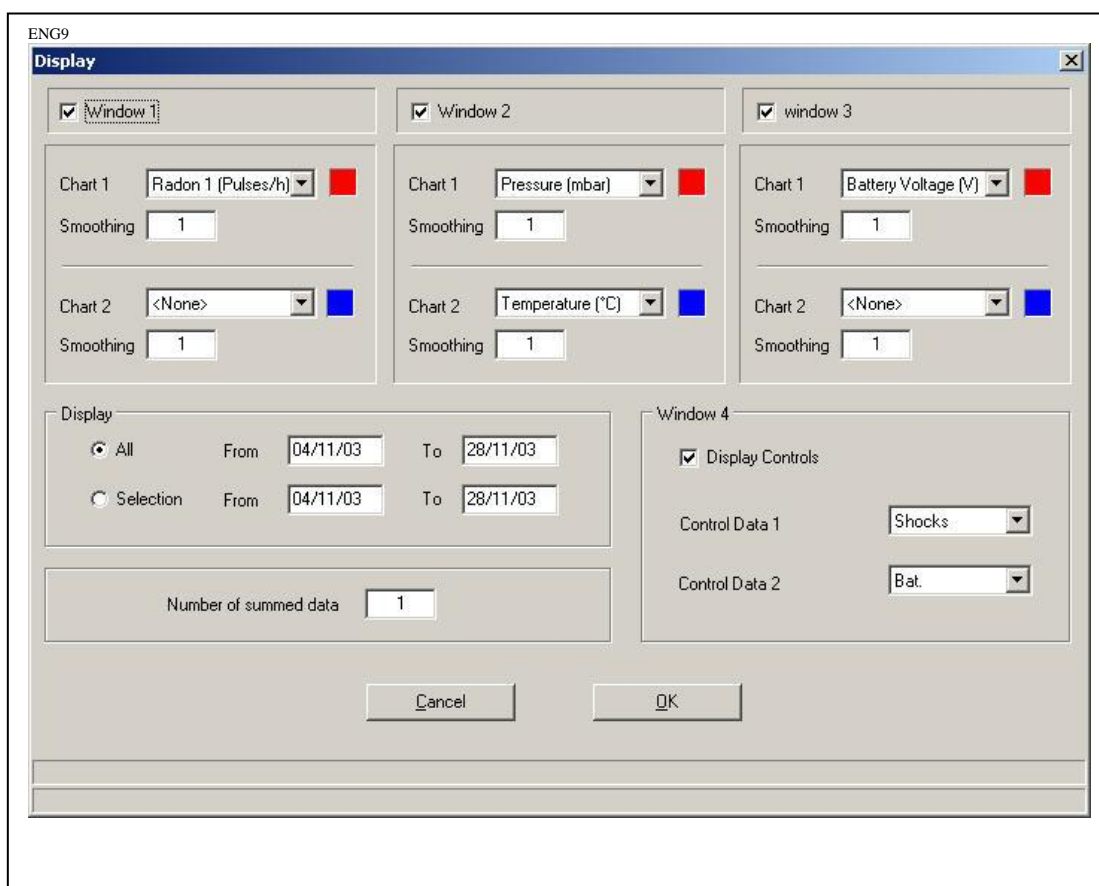 ENG9
Display
Window 1
Window 2
window 3
Chart 1 Radon 1 (Pulses/h)
Smoothing 1
Chart 2 <None>
Smoothing 1
Chart 1 Pressure (mbar)
Smoothing 1
Chart 2 Temperature (°C)
Smoothing 1
Chart 1 Battery Voltage (V)
Smoothing 1
Chart 2 <None>
Smoothing 1
Display
All From 04/11/03 To 28/11/03
Selection From 04/11/03 To 28/11/03
Number of summed data 1
Window 4
Display Controls
Control Data 1 Shocks
Control Data 2 Bat.
Cancel
OK